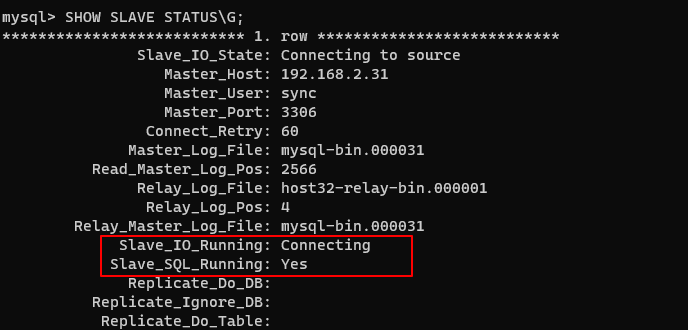 mysql> SHOW SLAVE STATUS\G;
*************************** 1. row ***************************
Slave_IO_State: Connecting to source
Master_Host: 192.168.2.31
Master_User: sync
Master_Port: 3306
Connect_Retry: 60
Master_Log_File: mysql-bin.000031
Read_Master_Log_Pos: 2566
Relay_Log_File: host32-relay-bin.000001
Relay_Log_Pos: 4
Relay_Master_Log_File: mysql-bin.000031
Slave_IO_Running: Connecting
Slave_SQL_Running: Yes
Replicate_Do_DB:
Replicate_Ignore_DB:
Replicate_Do_Table: